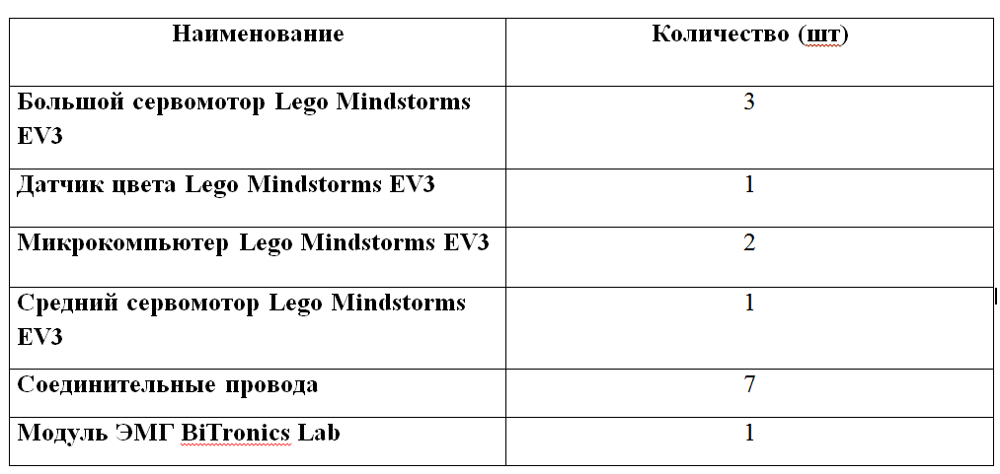 Наименование
Количество (шт)
Большой сервомотор Lego Mindstorms
EV3
3
Датчик цвета Lego Mindstorms EV3
1
Микрокомпьютер Lego Mindstorms EV3
2
Средний сервомотор Lego Mindstorms
EV3
1
Соединительные провода
7
Модуль ЭМГ BiTronics Lab
1